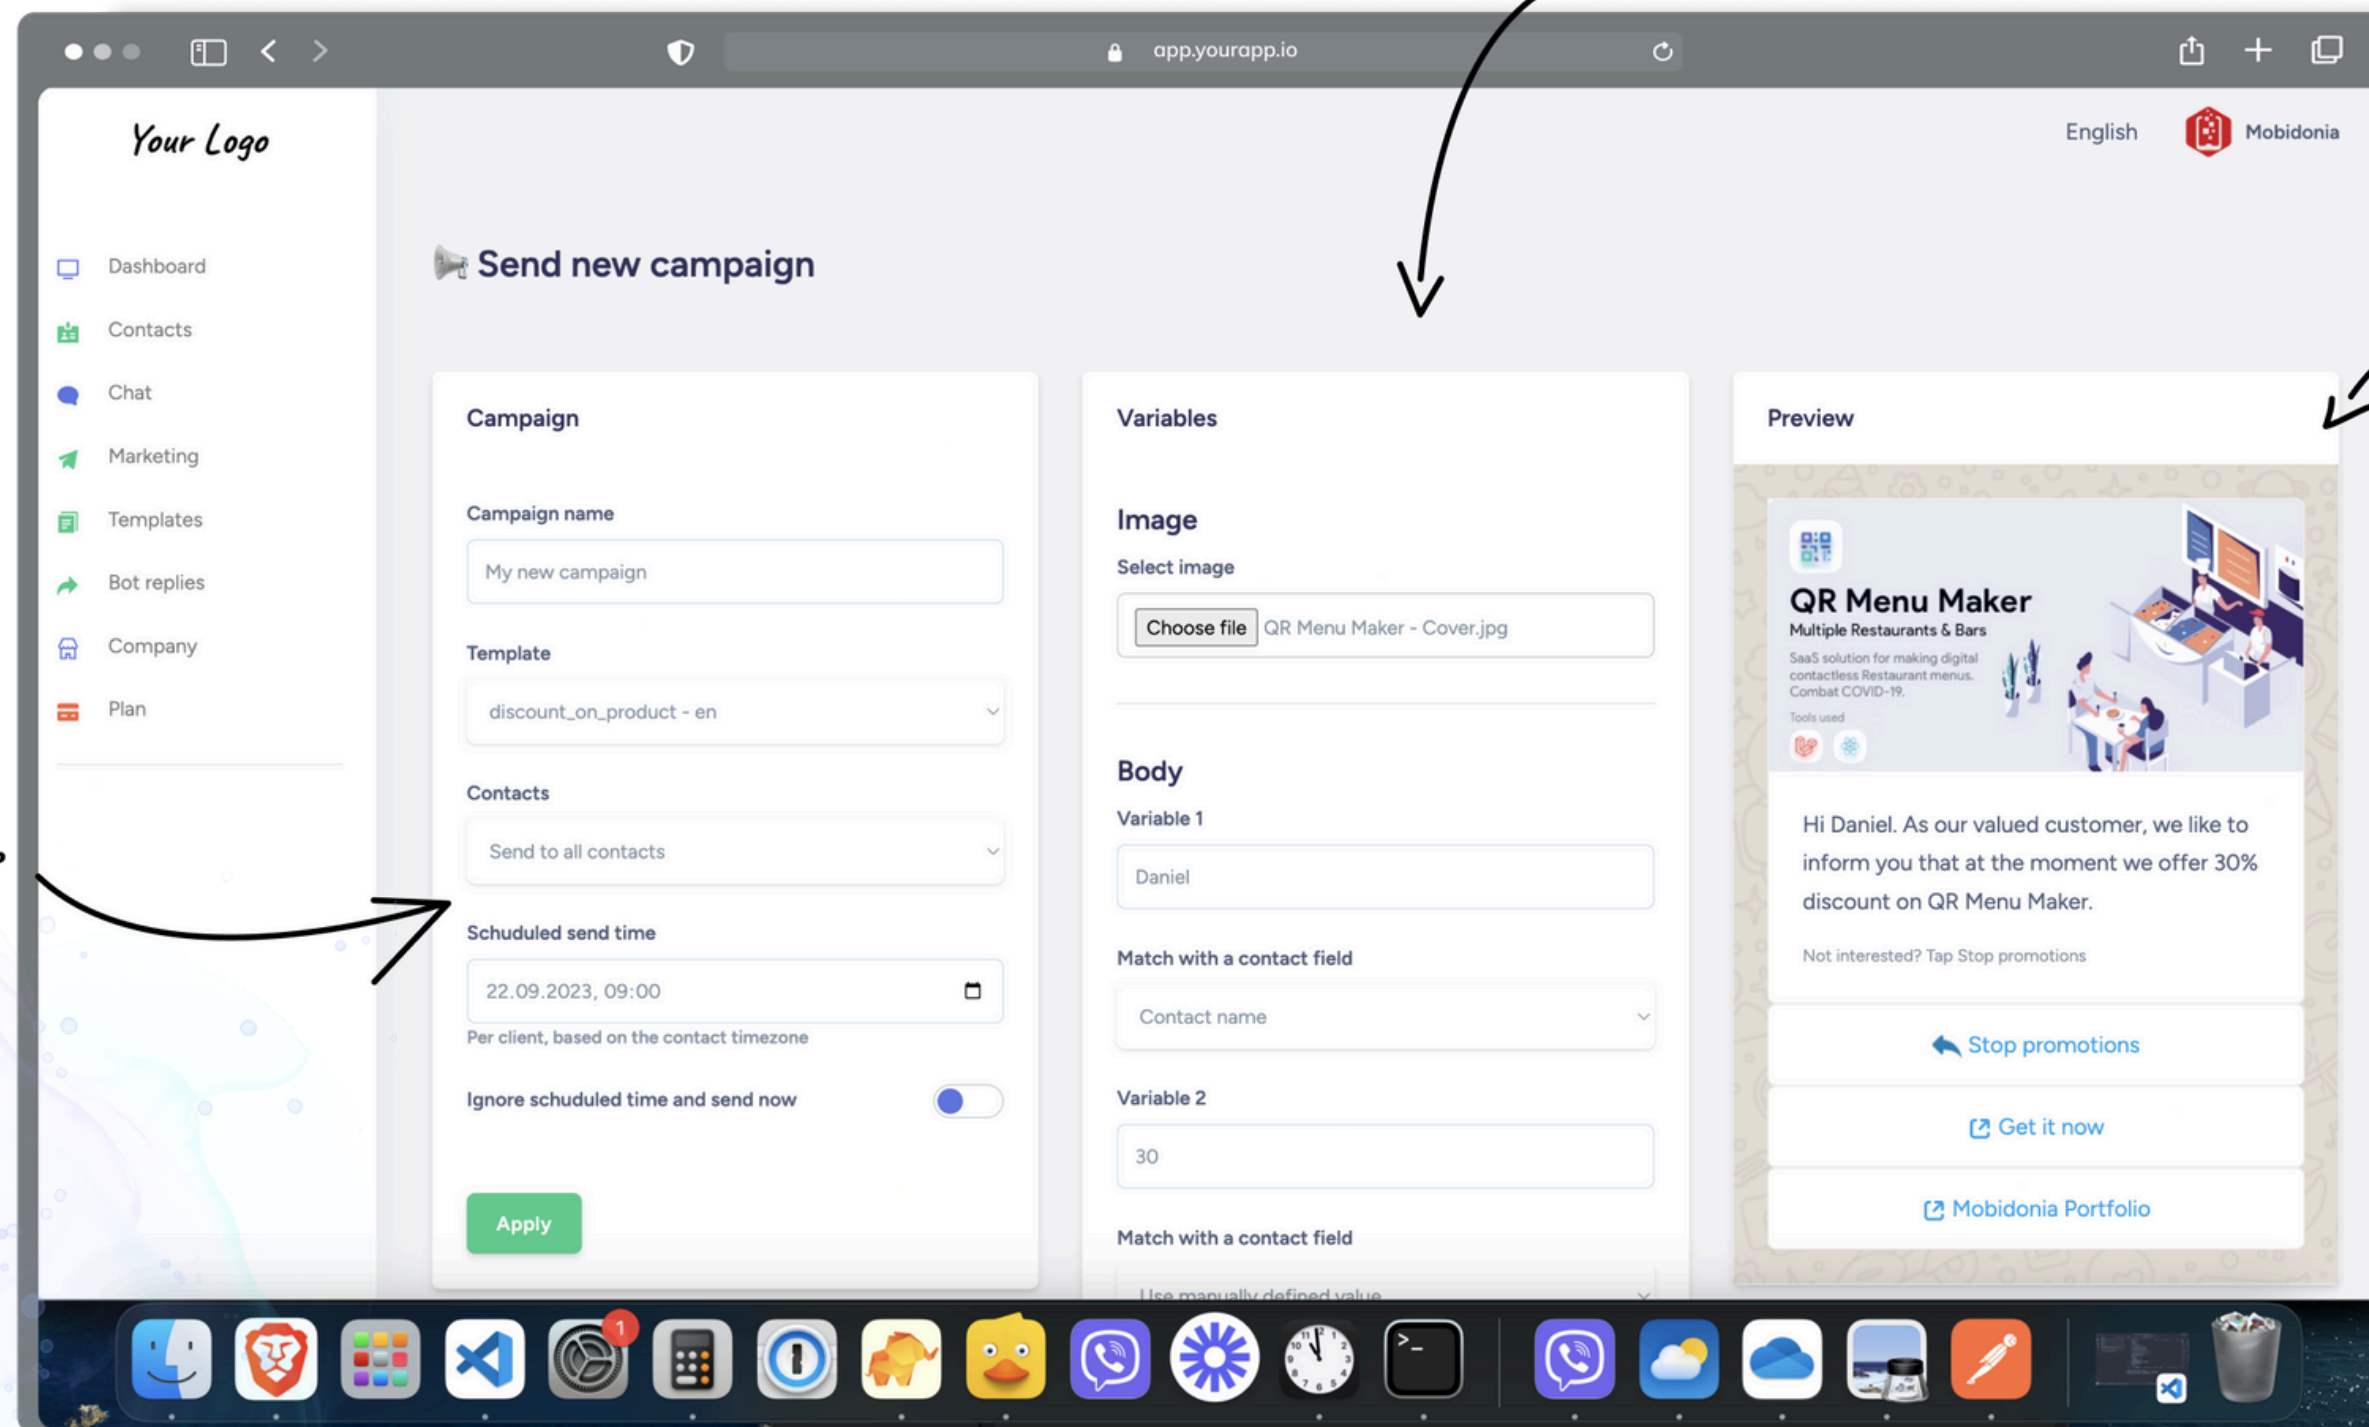 app.yourapp.io
Your Logo
English
Mobidonia
Dashboard
Contacts
Chat
Marketing
Templates
Bot replies
Company
Plan
Send new campaign
Campaign
Campaign name
My new campaign
Template
discount_on_product - en
Contacts
Send to all contacts
Schuduled send time
22.09.2023, 09:00
Per client, based on the contact timezone
Ignore schuduled time and send now
Apply
Variables
Image
Select image
Choose file QR Menu Maker - Cover.jpg
Body
Variable 1
Daniel
Match with a contact field
Contact name
Variable 2
30
Match with a contact field
Use manually defined value
Preview
QR Menu Maker
Multiple Restaurants & Bars
SaaS solution for making digital
contactless Restaurant menus.
Combat COVID-19.
Tools used
Hi Daniel. As our valued customer, we like to
inform you that at the moment we offer 30%
discount on QR Menu Maker.
Not interested? Tap Stop promotions
Stop promotions
Get it now
Mobidonia Portfolio
1